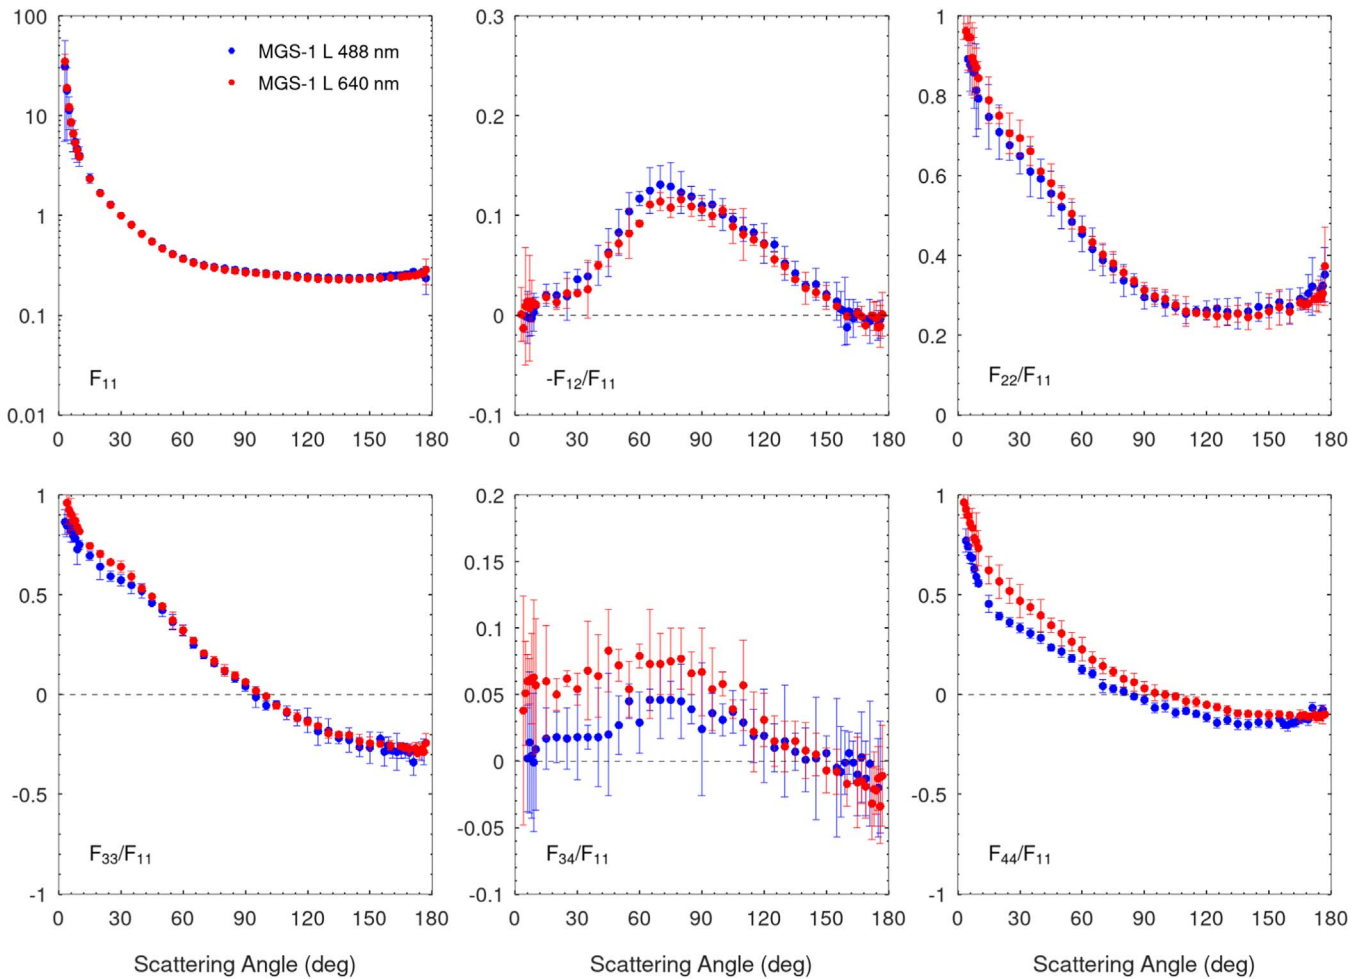 100
10
1
0.1
0.01
MGS-1 L 488 nm
MGS-1 L 640 nm
F₁₁
0 30 60 90 120 150 180
0.3
0.2
0.1
0
-0.1
-F₁₂/F₁₁
0 30 60 90 120 150 180
1
0.8
0.6
0.4
0.2
0
F₂₂/F₁₁
0 30 60 90 120 150 180
1
0.5
0
-0.5
-1
F₃₃/F₁₁
0 30 60 90 120 150 180
Scattering Angle (deg)
0.2
0.15
0.1
0.05
0
-0.05
-0.1
F₃₄/F₁₁
0 30 60 90 120 150 180
Scattering Angle (deg)
1
0.5
0
-0.5
-1
F₄₄/F₁₁
0 30 60 90 120 150 180
Scattering Angle (deg)